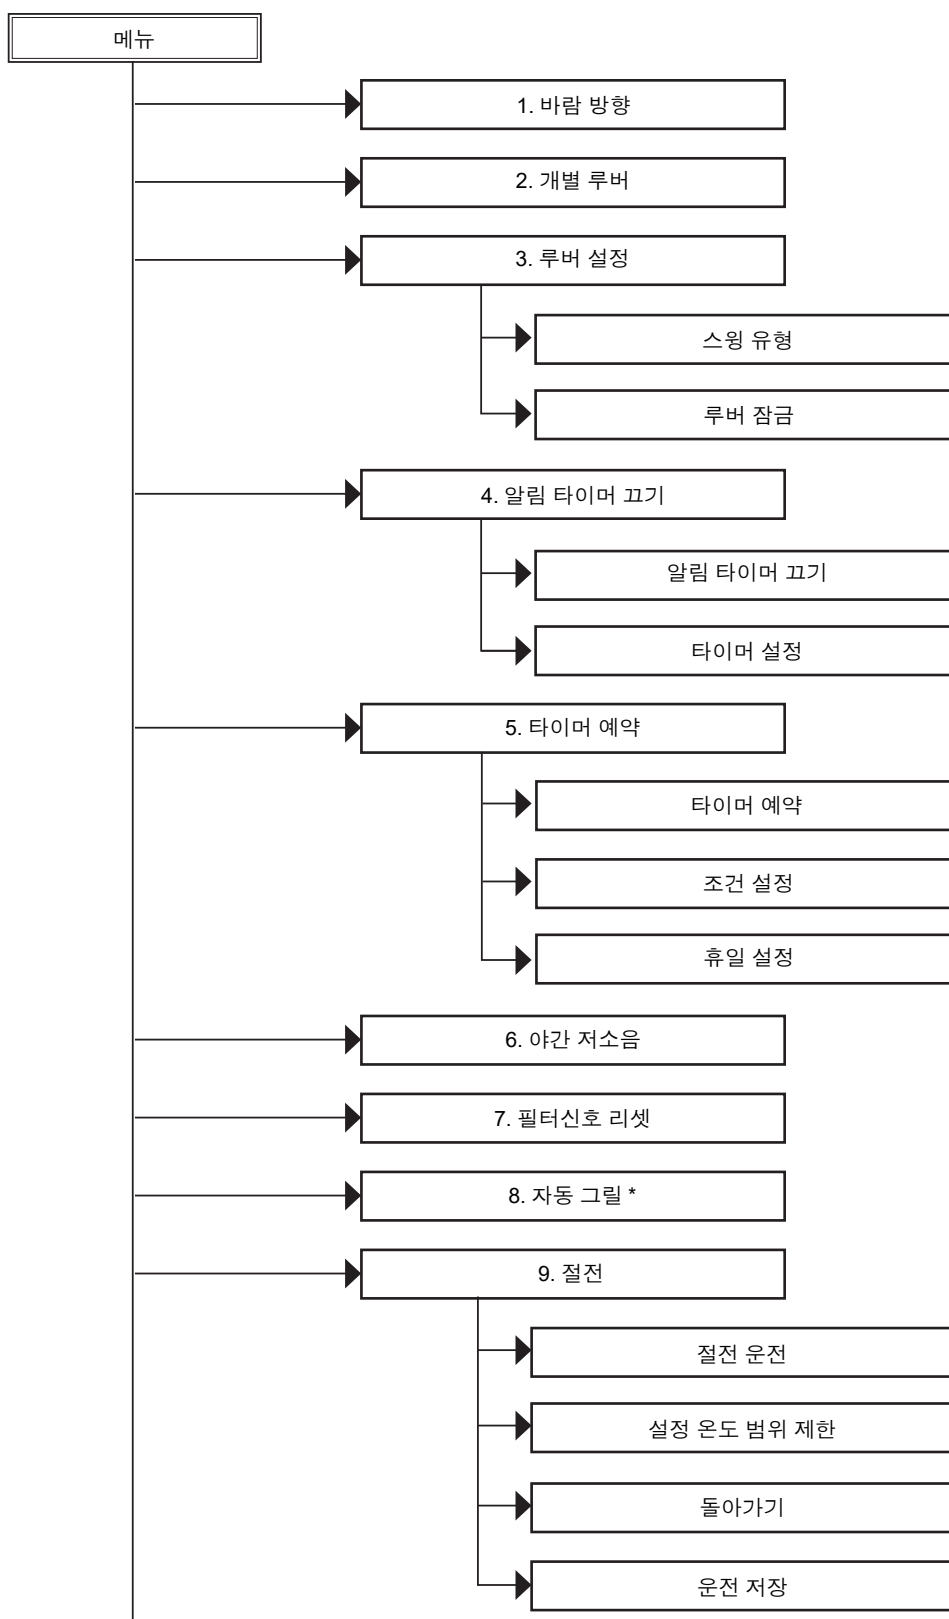 메뉴
1. 바람 방향
2. 개별 루버
3. 루버 설정
스윙 유형
루버 잠금
4. 알림 타이머 끄기
알림 타이머 끄기
타이머 설정
5. 타이머 예약
타이머 예약
조건 설정
휴일 설정
6. 야간 저소음
7. 필터신호 리셋
8. 자동 그릴 *
9. 절전
절전 운전
설정 온도 범위 제한
돌아가기
운전 저장